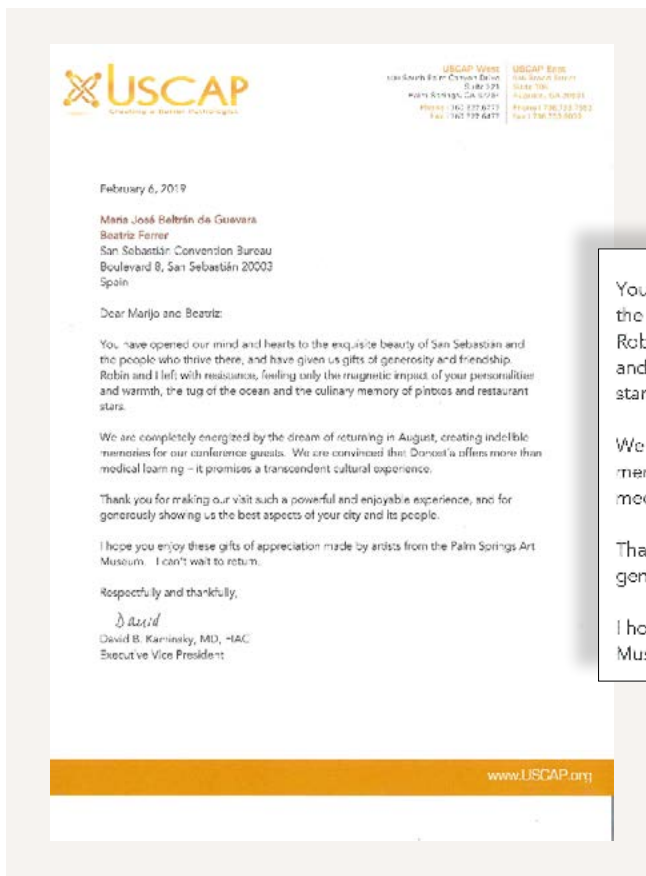 USCAP
Creating a Better Pathologist
USCAP West
Palm Springs, CA
USCAP East
February 6, 2019
Maria José Beltrán de Guevara
Beatriz Ferrer
San Sebastián Convention Bureau
Boulevard 8, San Sebastián 20003
Spain
Dear Marijo and Beatriz:
You have opened our mind and hearts to the exquisite beauty of San Sebastian and
the people who thrive there, and have given us gifts of generosity and friendship.
Robin and I left with resistance, feeling only the magnetic impact of your personalities
and warmth, the tug of the ocean and the culinary memory of pintxos and restaurant
stars.
We are completely energized by the dream of returning in August, creating indelible
memories for our conference guests. We are convinced that Donostia offers more than
medical learning – it promises a transcendent cultural experience.
Thank you for making our visit such a powerful and enjoyable experience, and for
generously showing us the best aspects of your city and its people.
I hope you enjoy these gifts of appreciation made by artists from the Palm Springs Art
Museum. I can't wait to return.
Respectfully and thankfully,
David
David B. Kaminsky, MD, FIAC
Executive Vice President
www.USCAP.org
You
the
Rob
and
star
We
mer
med
Tha
gen
I ho
Mus